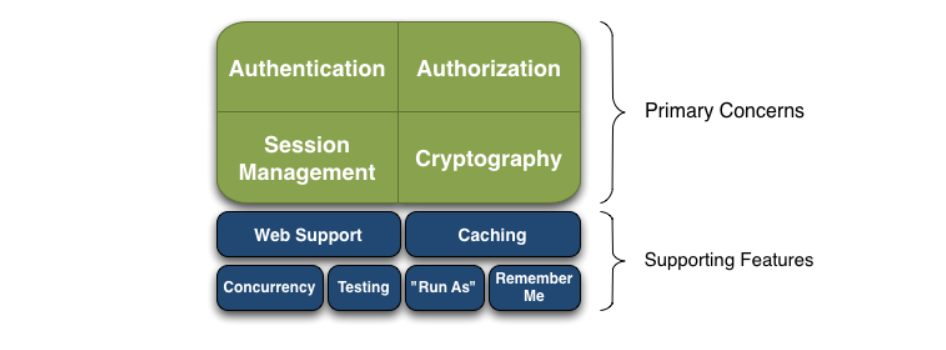 Authentication
Authorization
Session
Management
Cryptography
Primary Concerns
Web Support
Caching
Concurrency
Testing
"Run As"
Remember
Me
Supporting Features